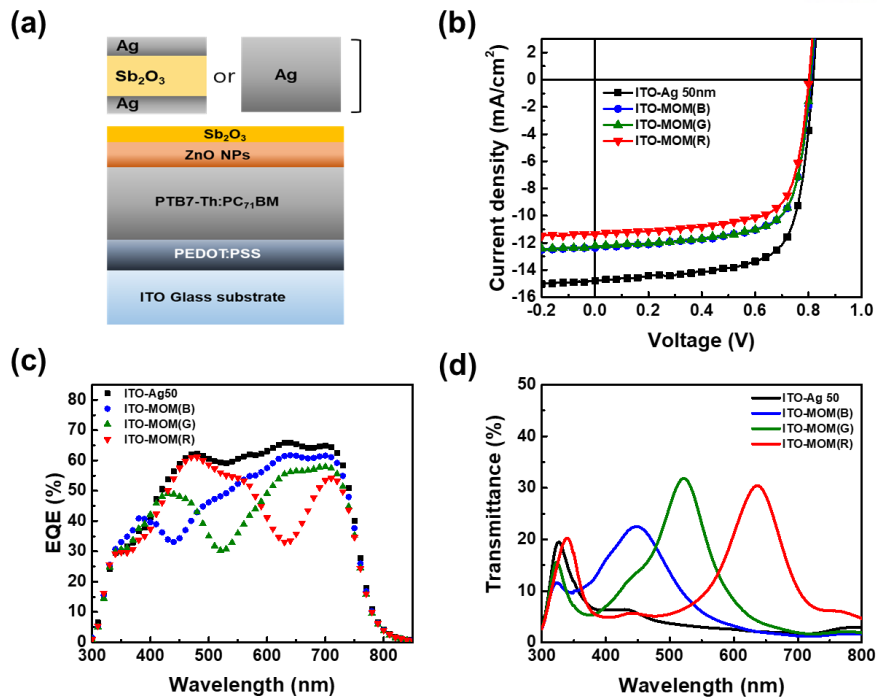 (a)
Ag
Sb₂O₃
Ag
or
Ag
Sb₂O₃
ZnO NPs
PTB7-Th:PC₇₁BM
PEDOT:PSS
ITO Glass substrate
(b)
Current density (mA/cm²)
2
0
-2
-4
-6
-8
-10
-12
-14
-16
ITO-Ag 50nm
ITO-MOM(B)
ITO-MOM(G)
ITO-MOM(R)
-0.2 0.0 0.2 0.4 0.6 0.8 1.0
Voltage (V)
(c)
EQE (%)
80
70
60
50
40
30
20
10
0
ITO-Ag50
ITO-MOM(B)
ITO-MOM(G)
ITO-MOM(R)
300 400 500 600 700 800
Wavelength (nm)
(d)
Transmittance (%)
50
40
30
20
10
0
ITO-Ag 50
ITO-MOM(B)
ITO-MOM(G)
ITO-MOM(R)
300 400 500 600 700 800
Wavelength (nm)